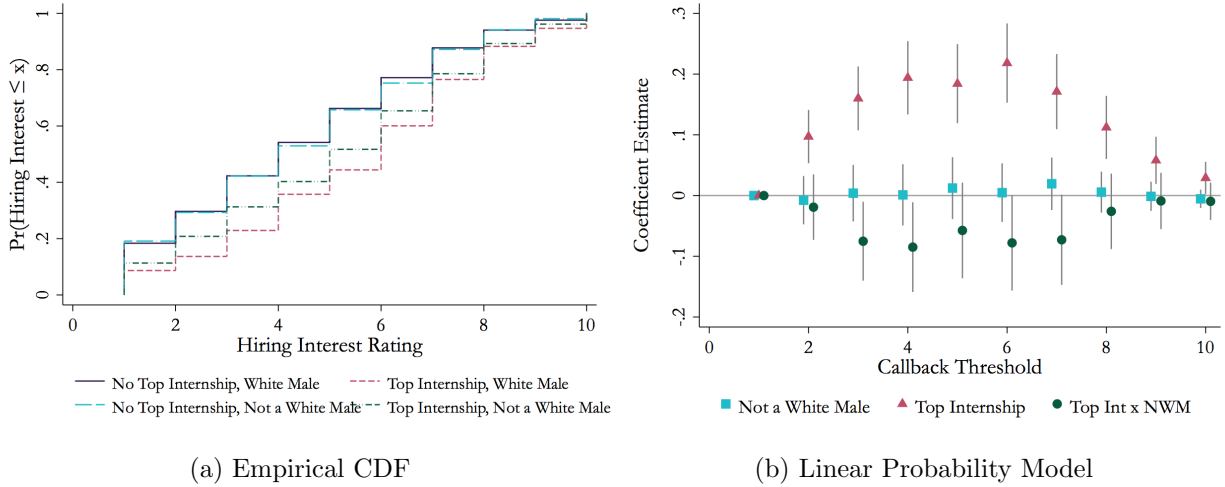 Pr(Hiring Interest ≤ x)
1
.8
.6
.4
.2
0
0 2 4 6 8 10
Hiring Interest Rating
No Top Internship, White Male Top Internship, White Male
No Top Internship, Not a White Male Top Internship, Not a White Male
(a) Empirical CDF
Coefficient Estimate
.3
.2
.1
0
-.1
-.2
0 2 4 6 8 10
Callback Threshold
Not a White Male Top Internship Top Int x NWM
(b) Linear Probability Model